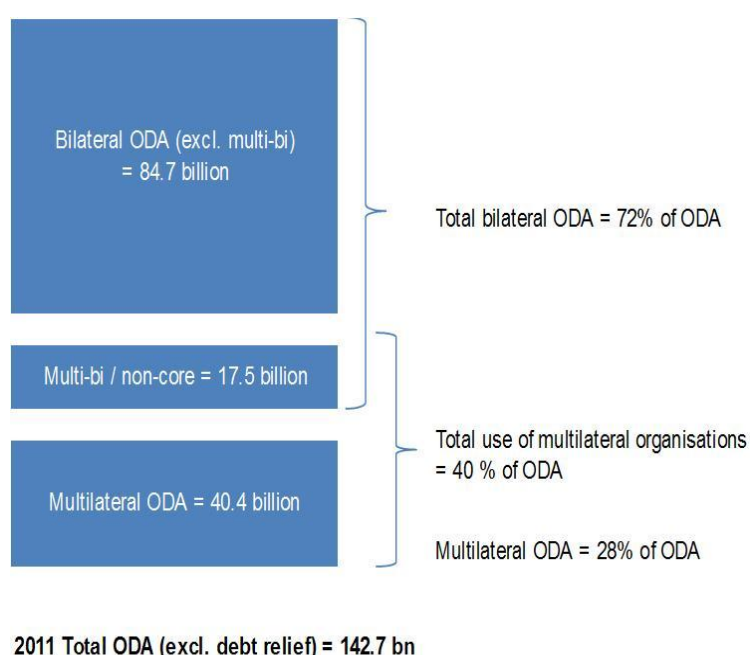 Bilateral ODA (excl. multi-bi)
= 84.7 billion
Total bilateral ODA = 72% of ODA
Multi-bi / non-core = 17.5 billion
Total use of multilateral organisations
= 40 % of ODA
Multilateral ODA = 40.4 billion
Multilateral ODA = 28% of ODA
2011 Total ODA (excl. debt relief) = 142.7 bn